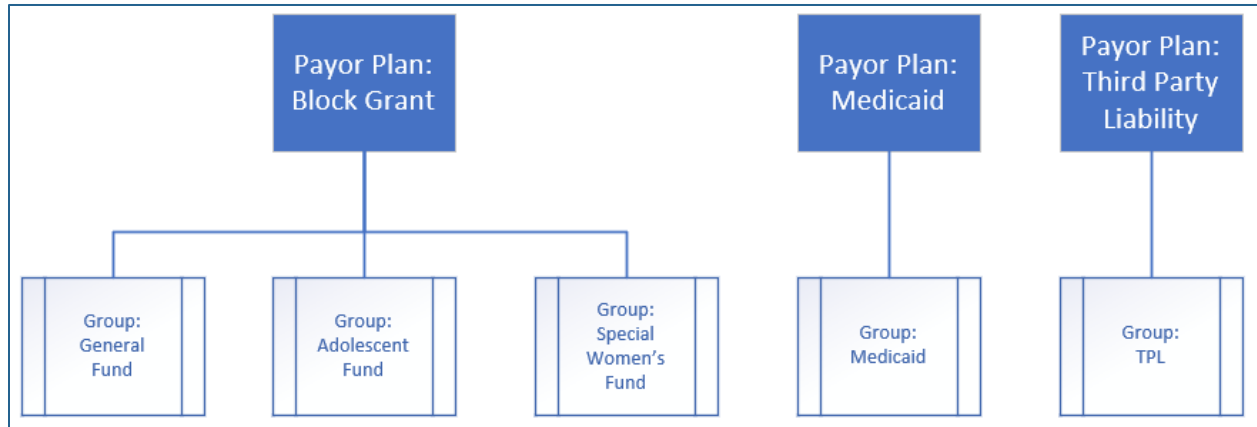 Payor Plan:
Block Grant
Payor Plan:
Medicaid
Payor Plan:
Third Party
Liability
Group:
General
Fund
Group:
Adolescent
Fund
Group:
Special
Women's
Fund
Group:
Medicaid
Group:
TPL